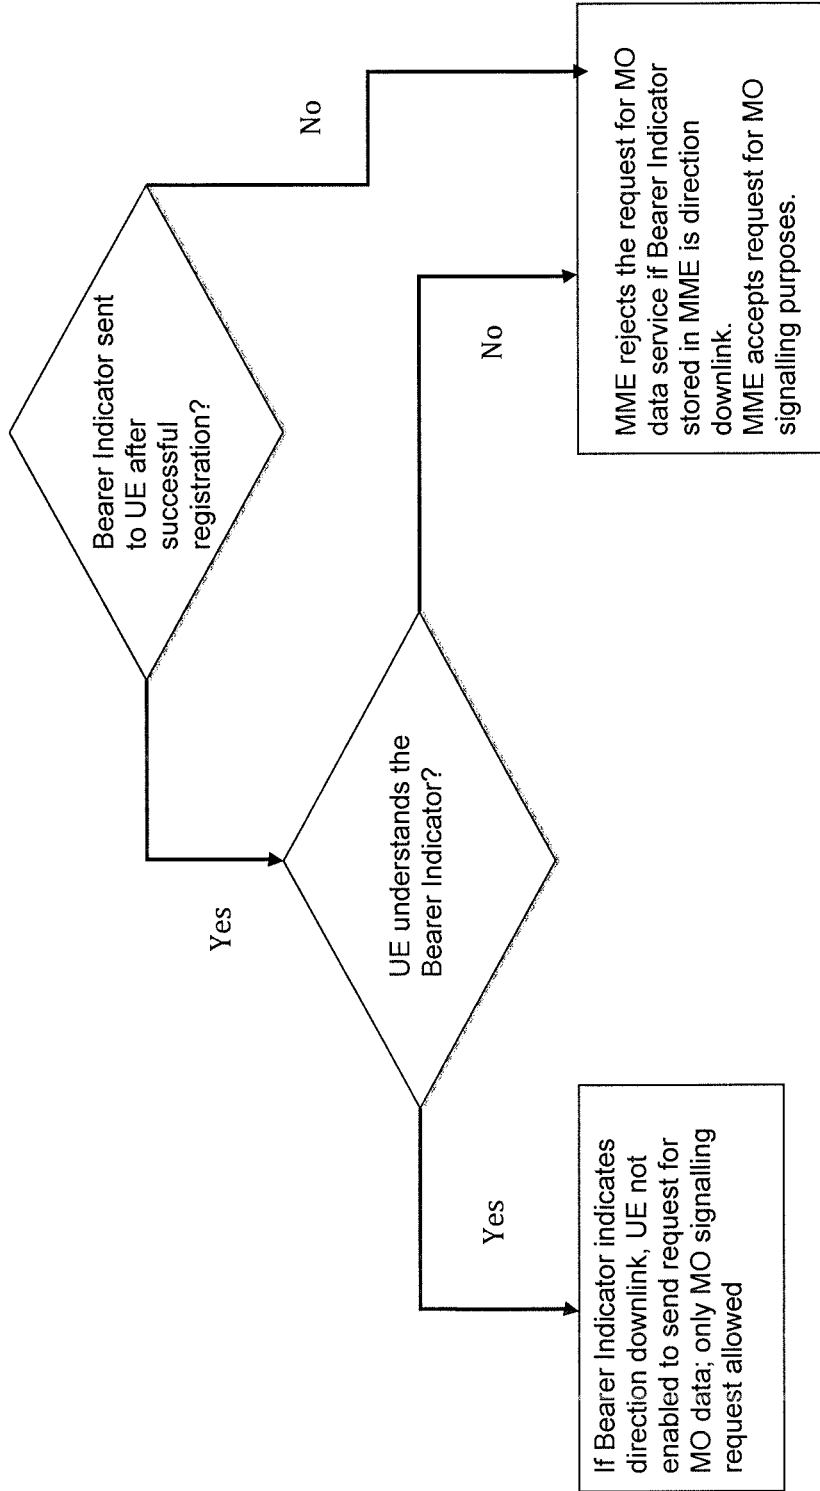 Bearer Indicator sent
to UE after
successful
registration?
Yes
No
UE understands the
Bearer Indicator?
Yes
No
If Bearer Indicator indicates
direction downlink, UE not
enabled to send request for
MO data; only MO signalling
request allowed
MME rejects the request for MO
data service if Bearer Indicator
stored in MME is direction
downlink.
MME accepts request for MO
signalling purposes.